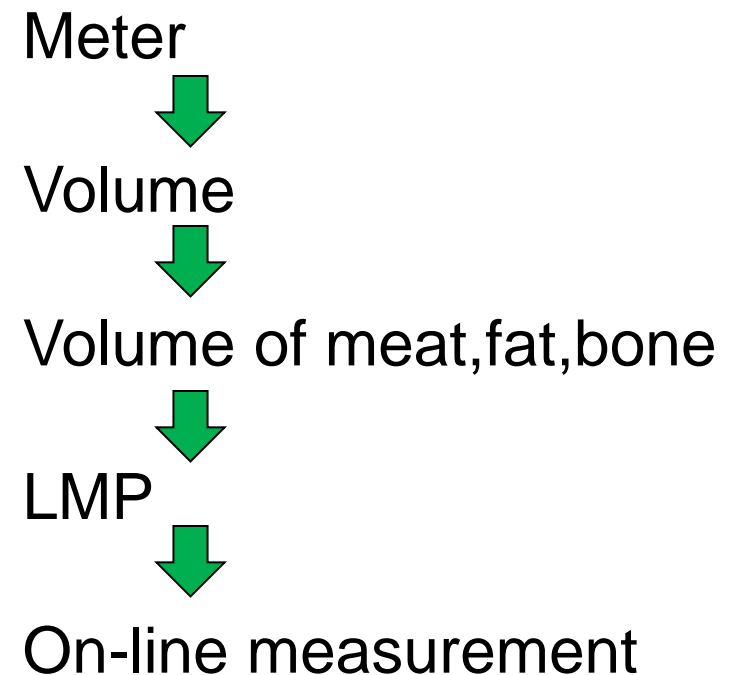 Meter
Volume
Volume of meat,fat,bone
LMP
On-line measurement